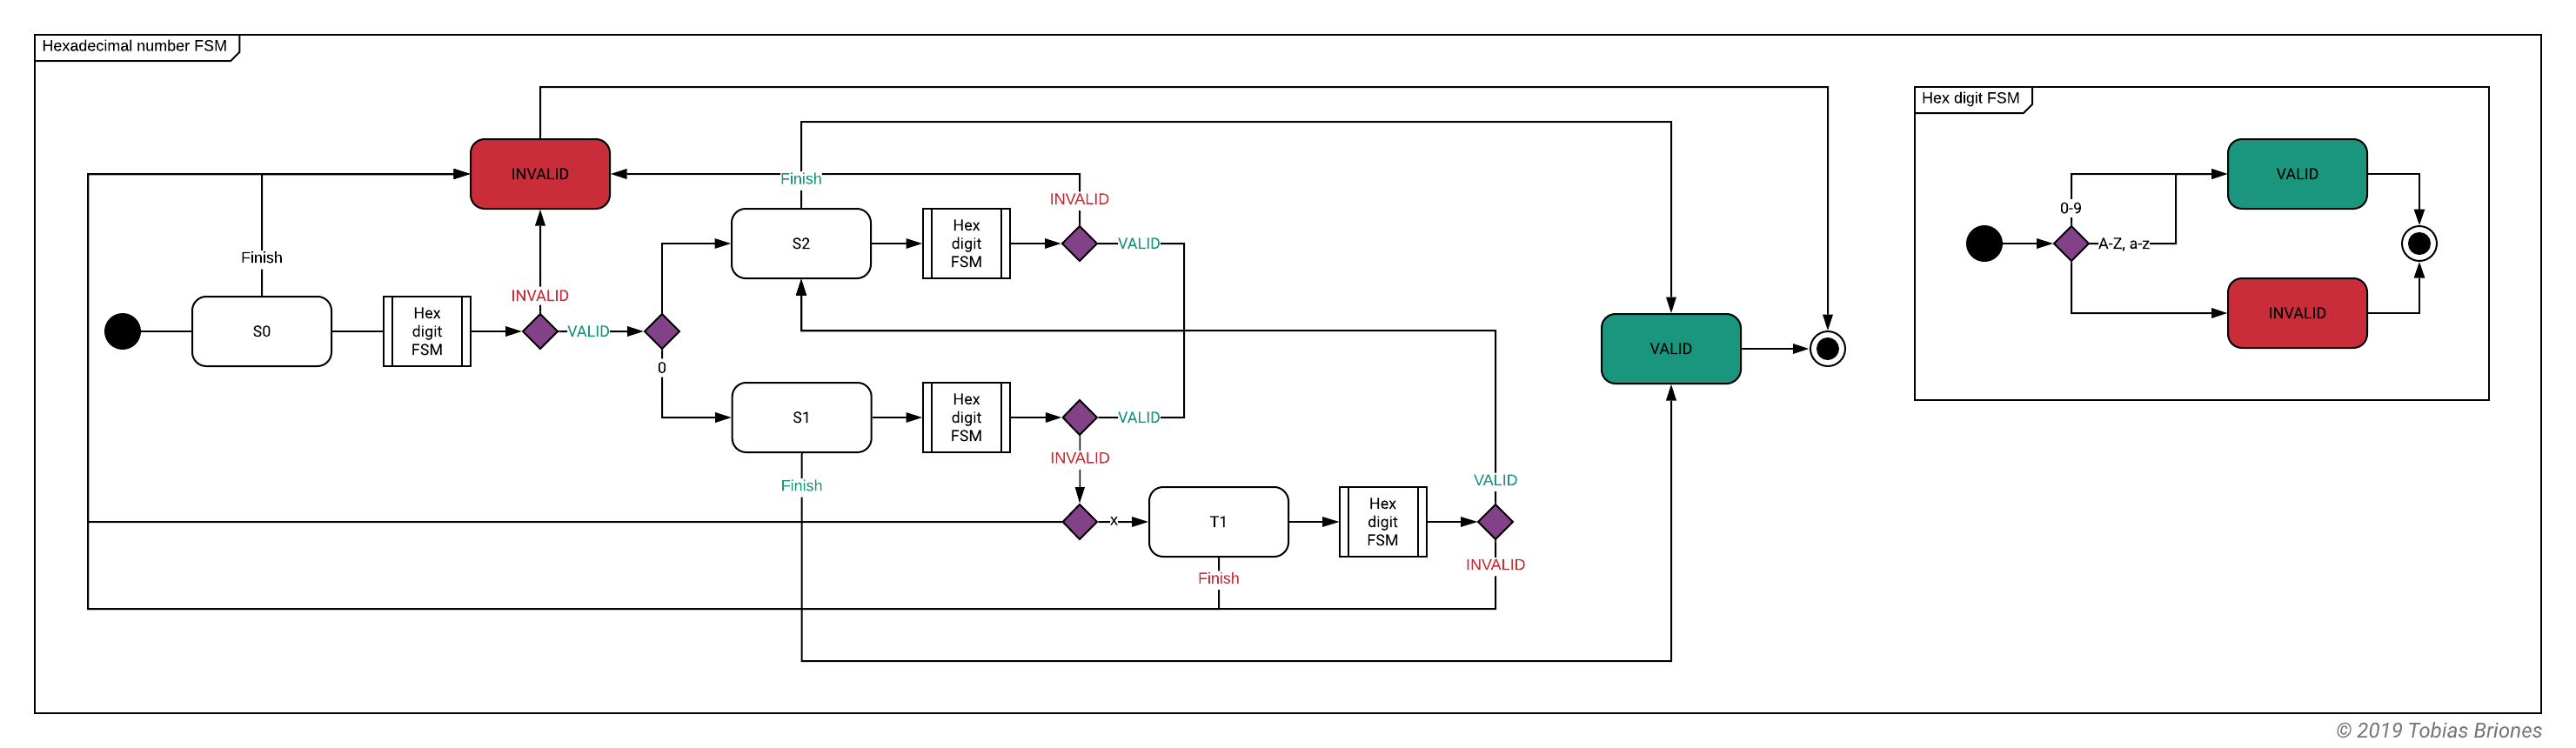 Hexadecimal number FSM
Hex digit FSM
INVALID
Finish
INVALID
VALID
0-9
A-Z, a-z
S2
Hex
digit
FSM
VALID
Finish
INVALID
S0
Hex
digit
FSM
VALID
INVALID
VALID
0
S1
Hex
digit
FSM
VALID
INVALID
Finish
VALID
x
T1
Hex
digit
FSM
INVALID
Finish
© 2019 Tobias Briones